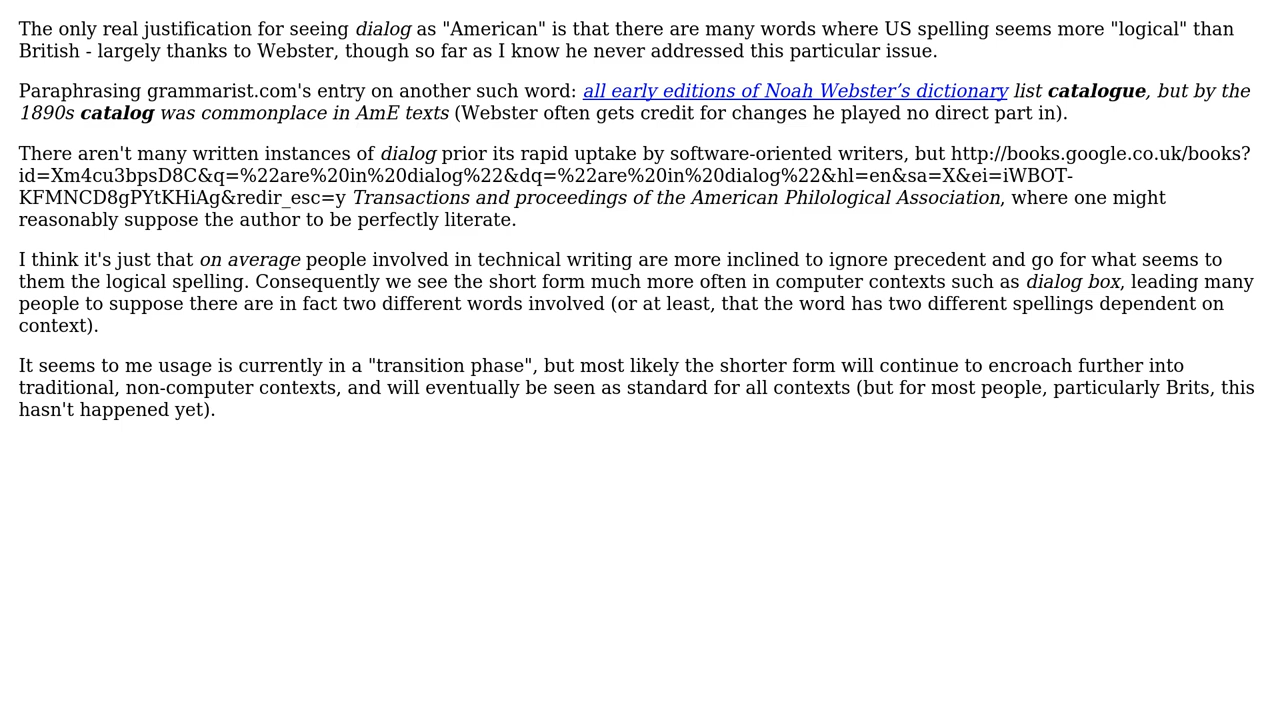 The only real justification for seeing dialog as "American" is that there are many words where US spelling seems more "logical" than
British - largely thanks to Webster, though so far as I know he never addressed this particular issue.
Paraphrasing grammarist.com's entry on another such word: all early editions of Noah Webster’s dictionary list catalogue, but by the
1890s catalog was commonplace in AmE texts (Webster often gets credit for changes he played no direct part in).
There aren't many written instances of dialog prior its rapid uptake by software-oriented writers, but http://books.google.co.uk/books?
id=Xm4cu3bpsD8C&q=%22are%20in%20dialog%22&dq=%22are%20in%20dialog%22&hl=en&sa=X&ei=iWBOT-
KFMNCD8gPYtKHiAg&redir_esc=y Transactions and proceedings of the American Philological Association, where one might
reasonably suppose the author to be perfectly literate.
I think it's just that on average people involved in technical writing are more inclined to ignore precedent and go for what seems to
them the logical spelling. Consequently we see the short form much more often in computer contexts such as dialog box, leading many
people to suppose there are in fact two different words involved (or at least, that the word has two different spellings dependent on
context).
It seems to me usage is currently in a "transition phase", but most likely the shorter form will continue to encroach further into
traditional, non-computer contexts, and will eventually be seen as standard for all contexts (but for most people, particularly Brits, this
hasn't happened yet).